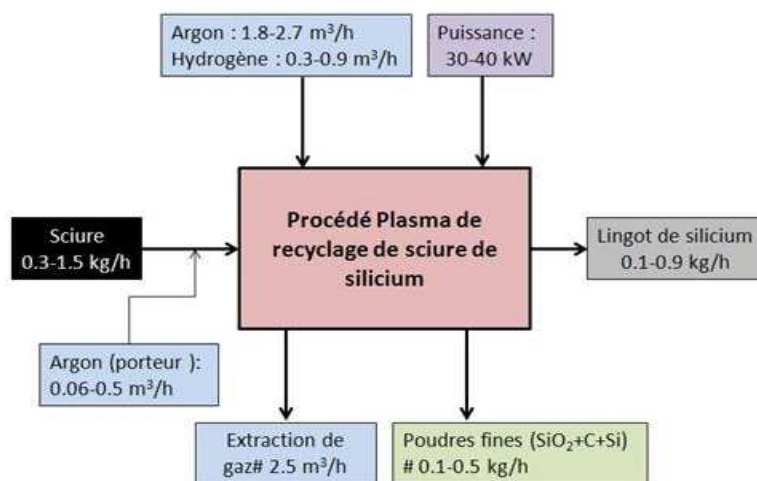 Argon : 1.8-2.7 m³/h
Hydrogène : 0.3-0.9 m³/h
Puissance :
30-40 kW
Sciure
0.3-1.5 kg/h
Procédé Plasma de
recyclage de sciure de
silicium
Lingot de silicium
0.1-0.9 kg/h
Argon (porteur ):
0.06-0.5 m³/h
Extraction de
gaz# 2.5 m³/h
Poudres fines (SiO₂+C+Si)
# 0.1-0.5 kg/h